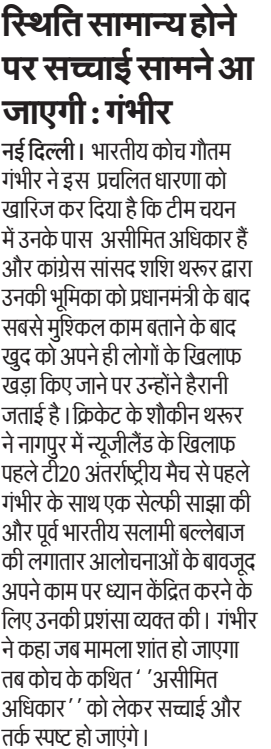 स्थिति सामान्य होने
पर सच्चाई सामने आ
जाएगी : गंभीर
नई दिल्ली। भारतीय कोच गौतम
गंभीर ने इस प्रचलित धारणा को
खारिज कर दिया है कि टीम चयन
में उनके पास असीमित अधिकार हैं
और कांग्रेस सांसद शशि थरूर द्वारा
उनकी भूमिका को प्रधानमंत्री के बाद
सबसे मुश्किल काम बताने के बाद
खुद को अपने ही लोगों के खिलाफ
खड़ा किए जाने पर उन्होंने हैरानी
जताई है।क्रिकेट के शौकीन थरूर
ने नागपुर में न्यूजीलैंड के खिलाफ
पहले टी20 अंतर्राष्ट्रीय मैच से पहले
गंभीर के साथ एक सेल्फी साझा की
और पूर्व भारतीय सलामी बल्लेबाज
की लगातार आलोचनाओं के बावजूद
अपने काम पर ध्यान केंद्रित करने के
लिए उनकी प्रशंसा व्यक्त की। गंभीर
ने कहा जब मामला शांत हो जाएगा
तब कोच के कथित ‘ ’असीमित
अधिकार’ ’ को लेकर सच्चाई और
तर्क स्पष्ट हो जाएंगे।